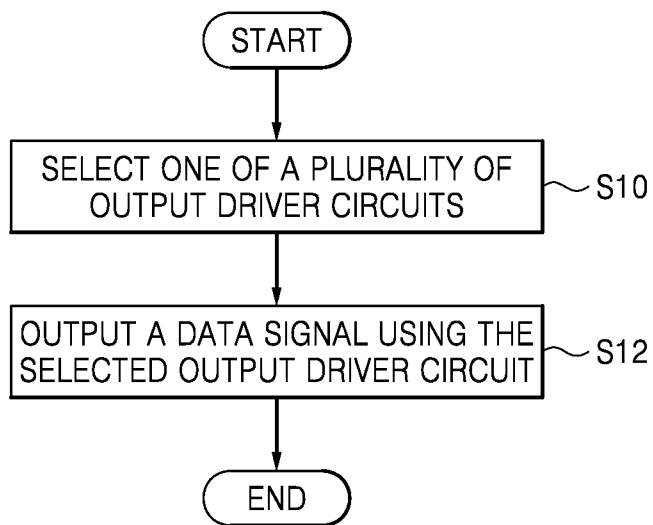 START
SELECT ONE OF A PLURALITY OF
OUTPUT DRIVER CIRCUITS
S10
OUTPUT A DATA SIGNAL USING THE
SELECTED OUTPUT DRIVER CIRCUIT
S12
END